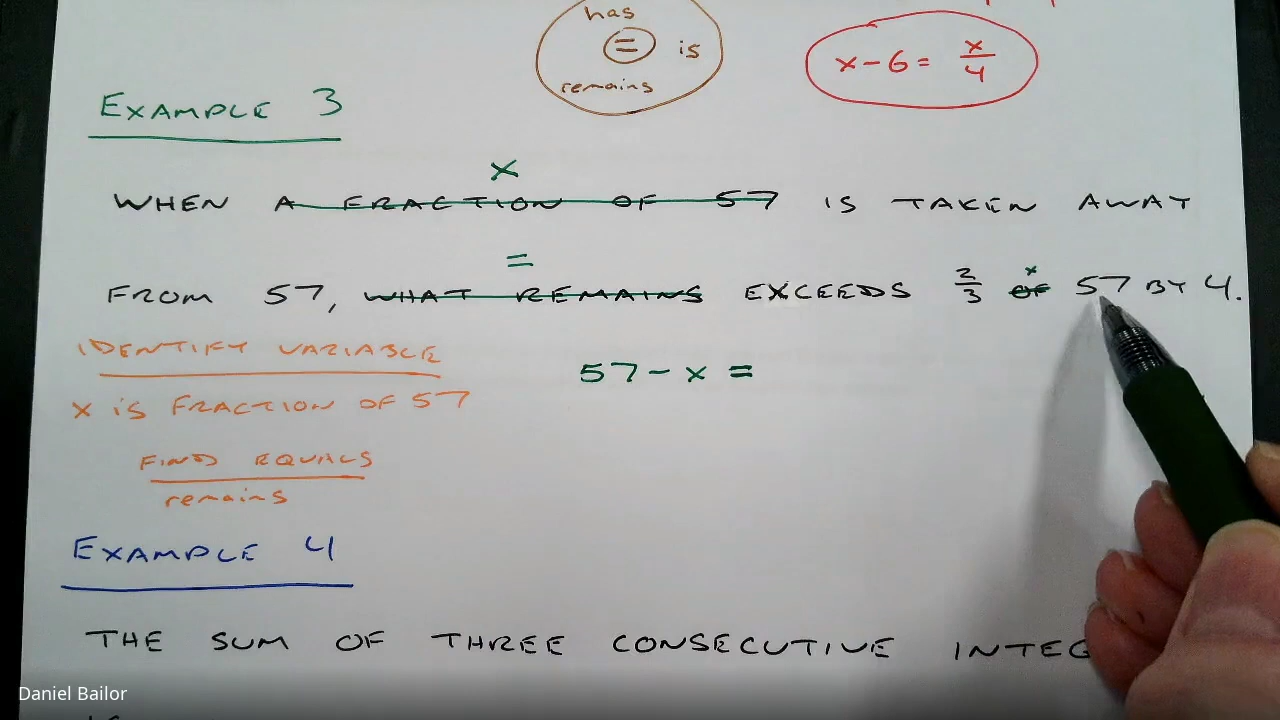 has
= is
remains
x - 6 = x/4
EXAMPLE 3
x
WHEN A FRACTION OF 57 IS TAKEN AWAY
=
x
FROM 57, WHAT REMAINS EXCEEDS 2/3 OF 57 BY 4.
IDENTIFY VARIABLE
57 - x =
x IS FRACTION OF 57
FIND EQUALS
remains
EXAMPLE 4
THE SUM OF THREE CONSECUTIVE
Daniel Bailor